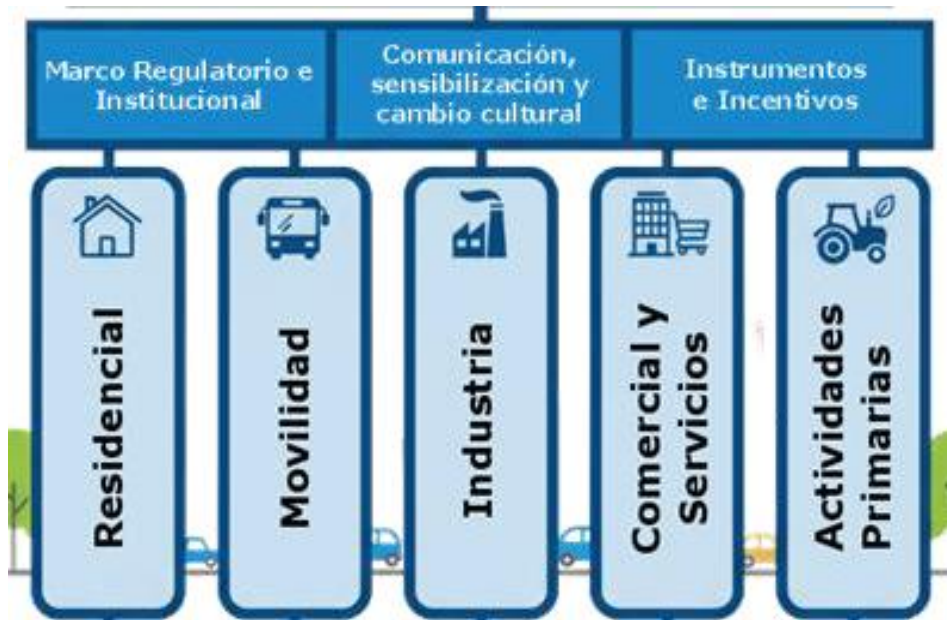 Marco Regulatorio e
Institucional
Comunicación,
sensibilización y
cambio cultural
Instrumentos
e Incentivos
Residencial
Movilidad
Industria
Comercial y
Servicios
Actividades
Primarias